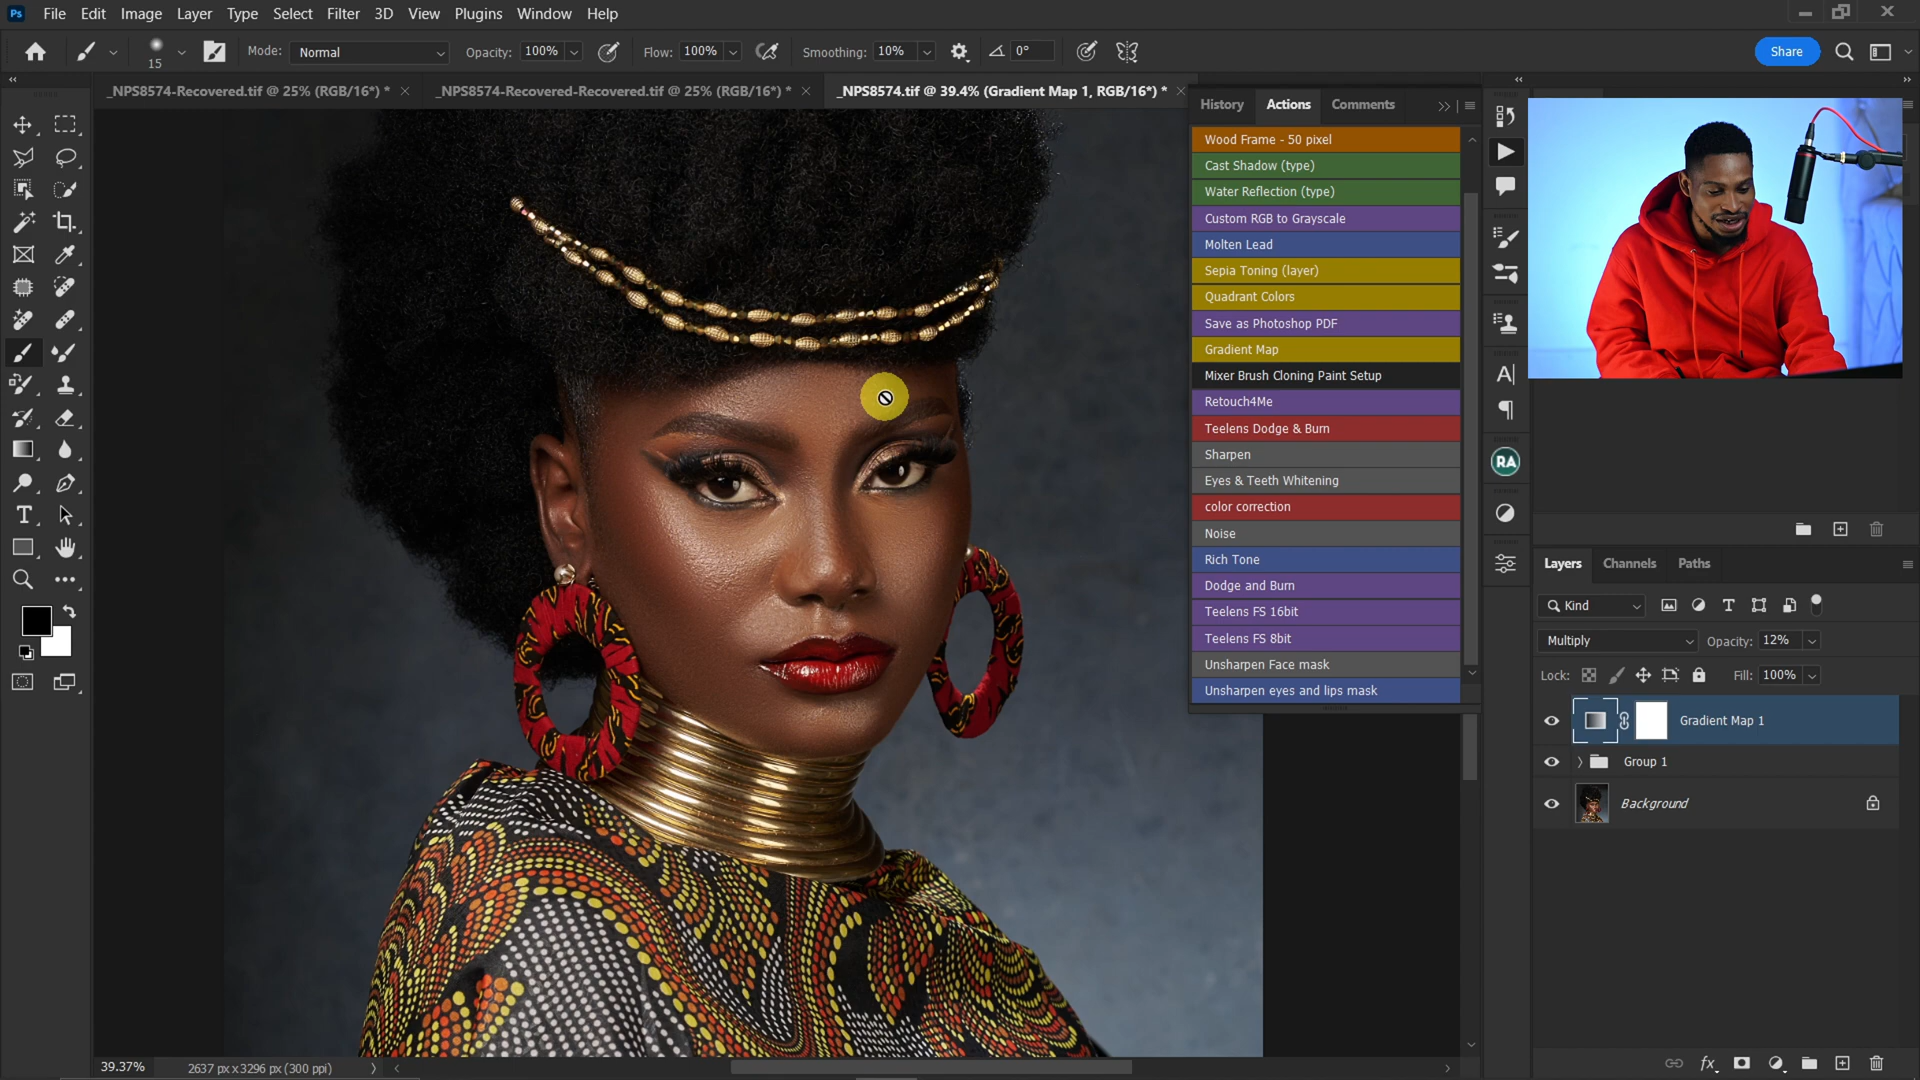 Ps File Edit Image Layer Type Select Filter 3D View Plugins Window Help
15 Mode: Normal Opacity: 100% Flow: 100% Smoothing: 10% 0° Share
_NPS8574-Recovered.tif @ 25% (RGB/16*) *
_NPS8574-Recovered-Recovered.tif @ 25% (RGB/16*) *
_NPS8574.tif @ 39.4% (Gradient Map 1, RGB/16*) *
History Actions Comments
Wood Frame - 50 pixel
Cast Shadow (type)
Water Reflection (type)
Custom RGB to Grayscale
Molten Lead
Sepia Toning (layer)
Quadrant Colors
Save as Photoshop PDF
Gradient Map
Mixer Brush Cloning Paint Setup
Retouch4Me
Teelens Dodge & Burn
Sharpen
Eyes & Teeth Whitening
color correction
Noise
Rich Tone
Dodge and Burn
Teelens FS 16bit
Teelens FS 8bit
Unsharpen Face mask
Unsharpen eyes and lips mask
RA
Layers Channels Paths
Kind
Multiply Opacity: 12%
Lock: Fill: 100%
Gradient Map 1
Group 1
Background
39.37% 2637 px x 3296 px (300 ppi)
fx